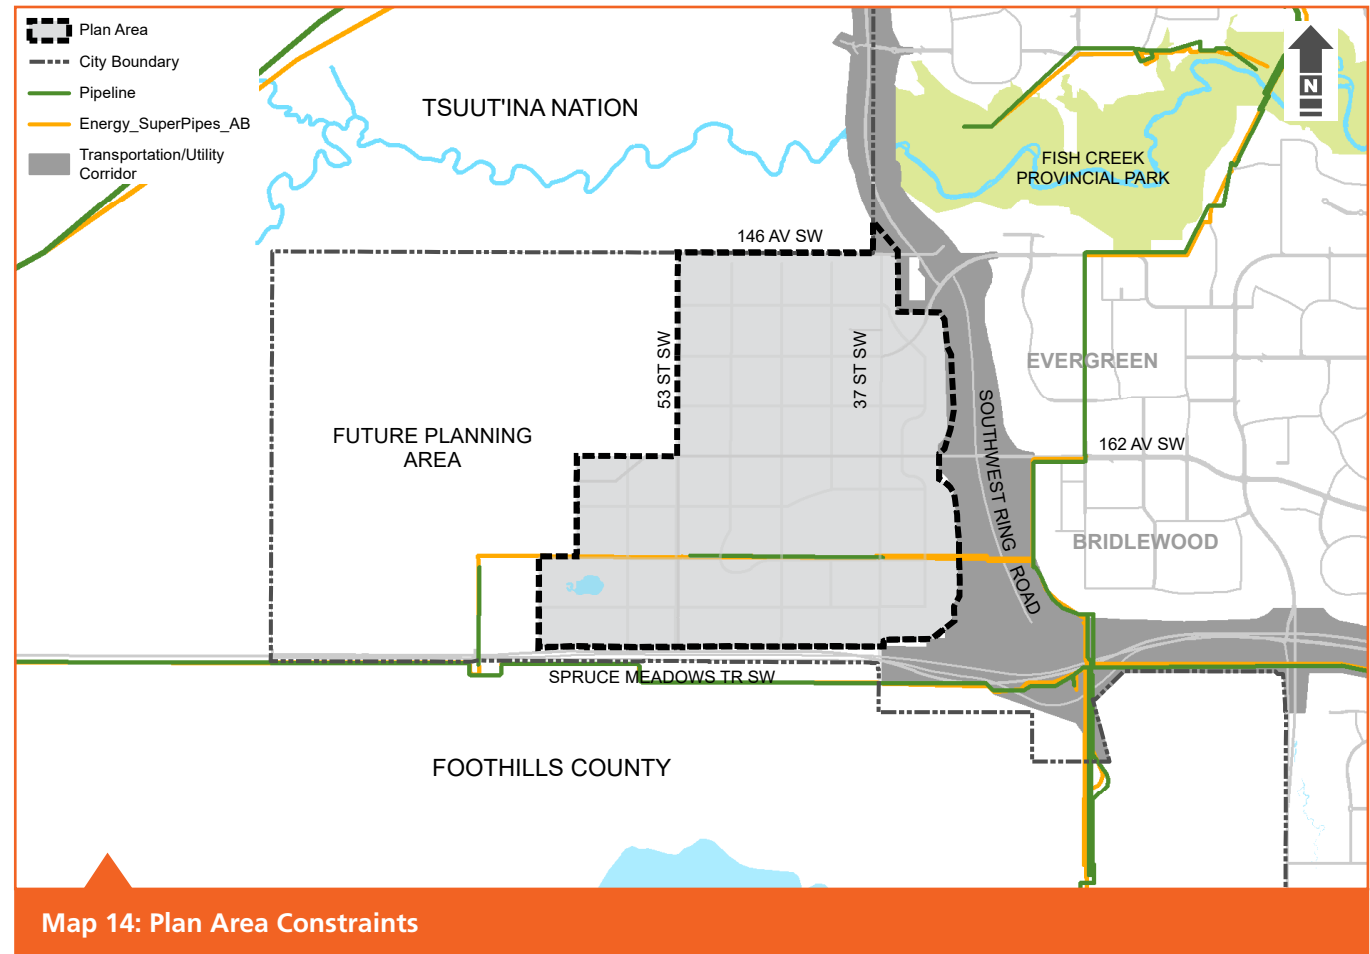 Plan Area
City Boundary
Pipeline
Energy_SuperPipes_AB
Transportation/Utility
Corridor
TSUUT'INA NATION
N
FISH CREEK
PROVINCIAL PARK
146 AV SW
53 ST SW
37 ST SW
EVERGREEN
SOUTHWEST RING ROAD
FUTURE PLANNING
AREA
162 AV SW
BRIDLEWOOD
SPRUCE MEADOWS TR SW
FOOTHILLS COUNTY
Map 14: Plan Area Constraints